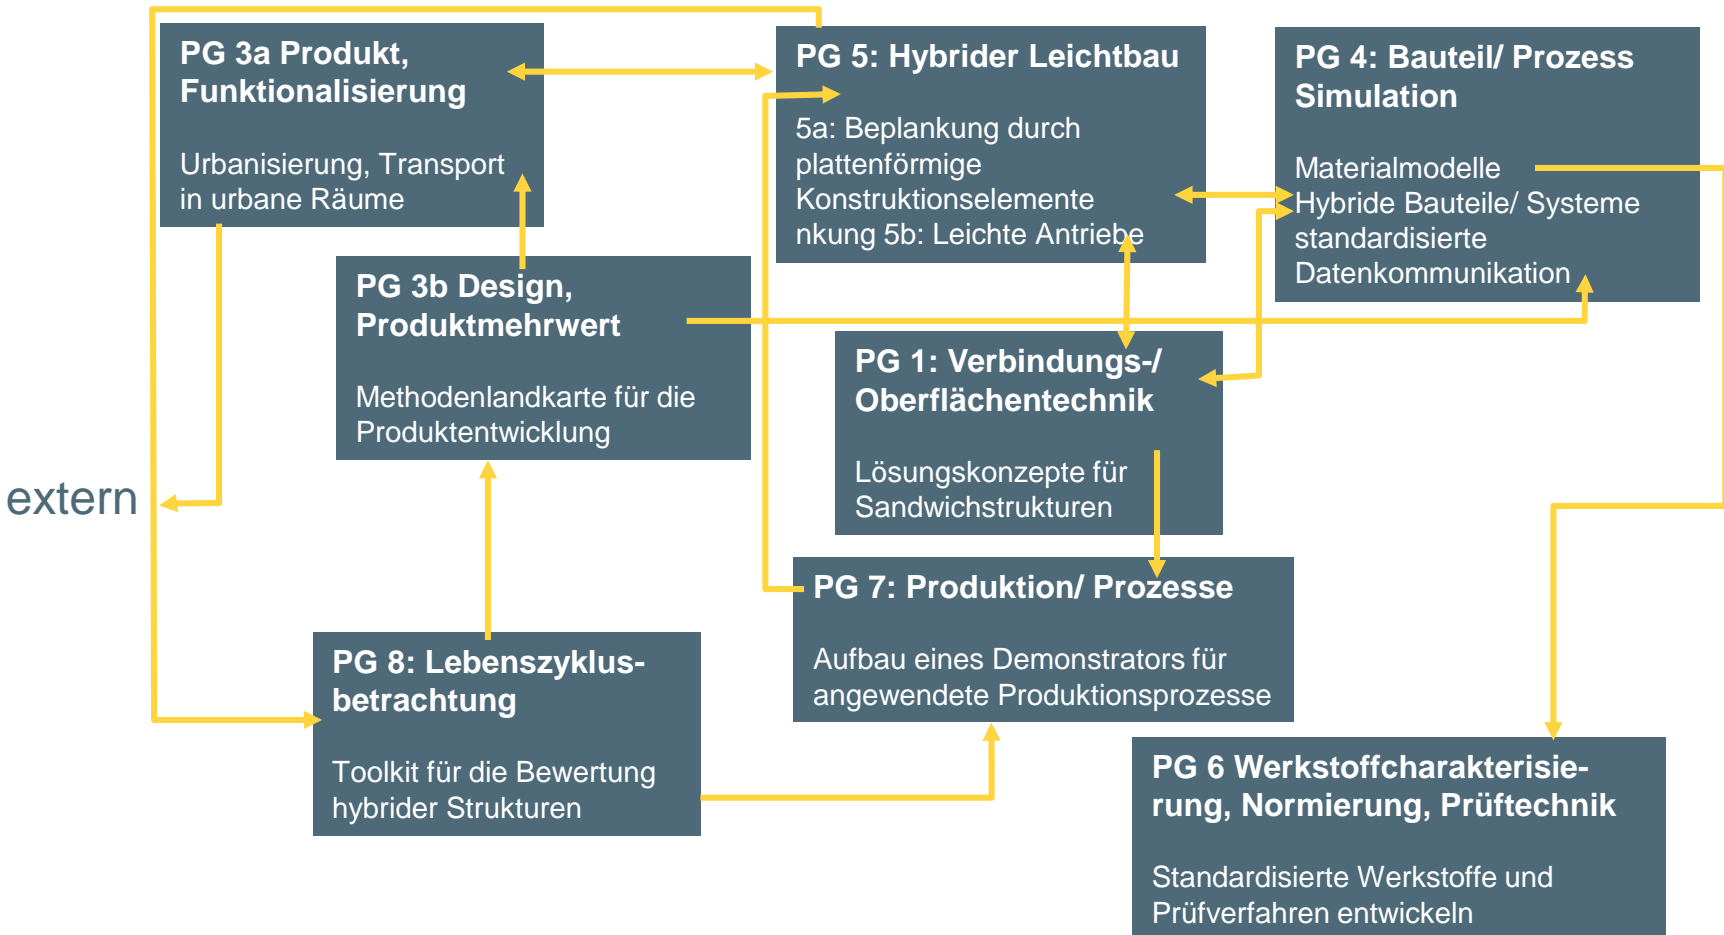 PG 3a Produkt,
Funktionalisierung
Urbanisierung, Transport
in urbane Räume
PG 5: Hybrider Leichtbau
5a: Beplankung durch
plattenförmige
Konstruktionselemente
nkung 5b: Leichte Antriebe
PG 4: Bauteil/ Prozess
Simulation
Materialmodelle
Hybride Bauteile/ Systeme
standardisierte
Datenkommunikation
PG 3b Design,
Produktmehrwert
Methodenlandkarte für die
Produktentwicklung
PG 1: Verbindungs-/
Oberflächentechnik
Lösungskonzepte für
Sandwichstrukturen
extern
PG 7: Produktion/ Prozesse
Aufbau eines Demonstrators für
angewendete Produktionsprozesse
PG 8: Lebenszyklus-
betrachtung
Toolkit für die Bewertung
hybrider Strukturen
PG 6 Werkstoffcharakterisie-
rung, Normierung, Prüftechnik
Standardisierte Werkstoffe und
Prüfverfahren entwickeln